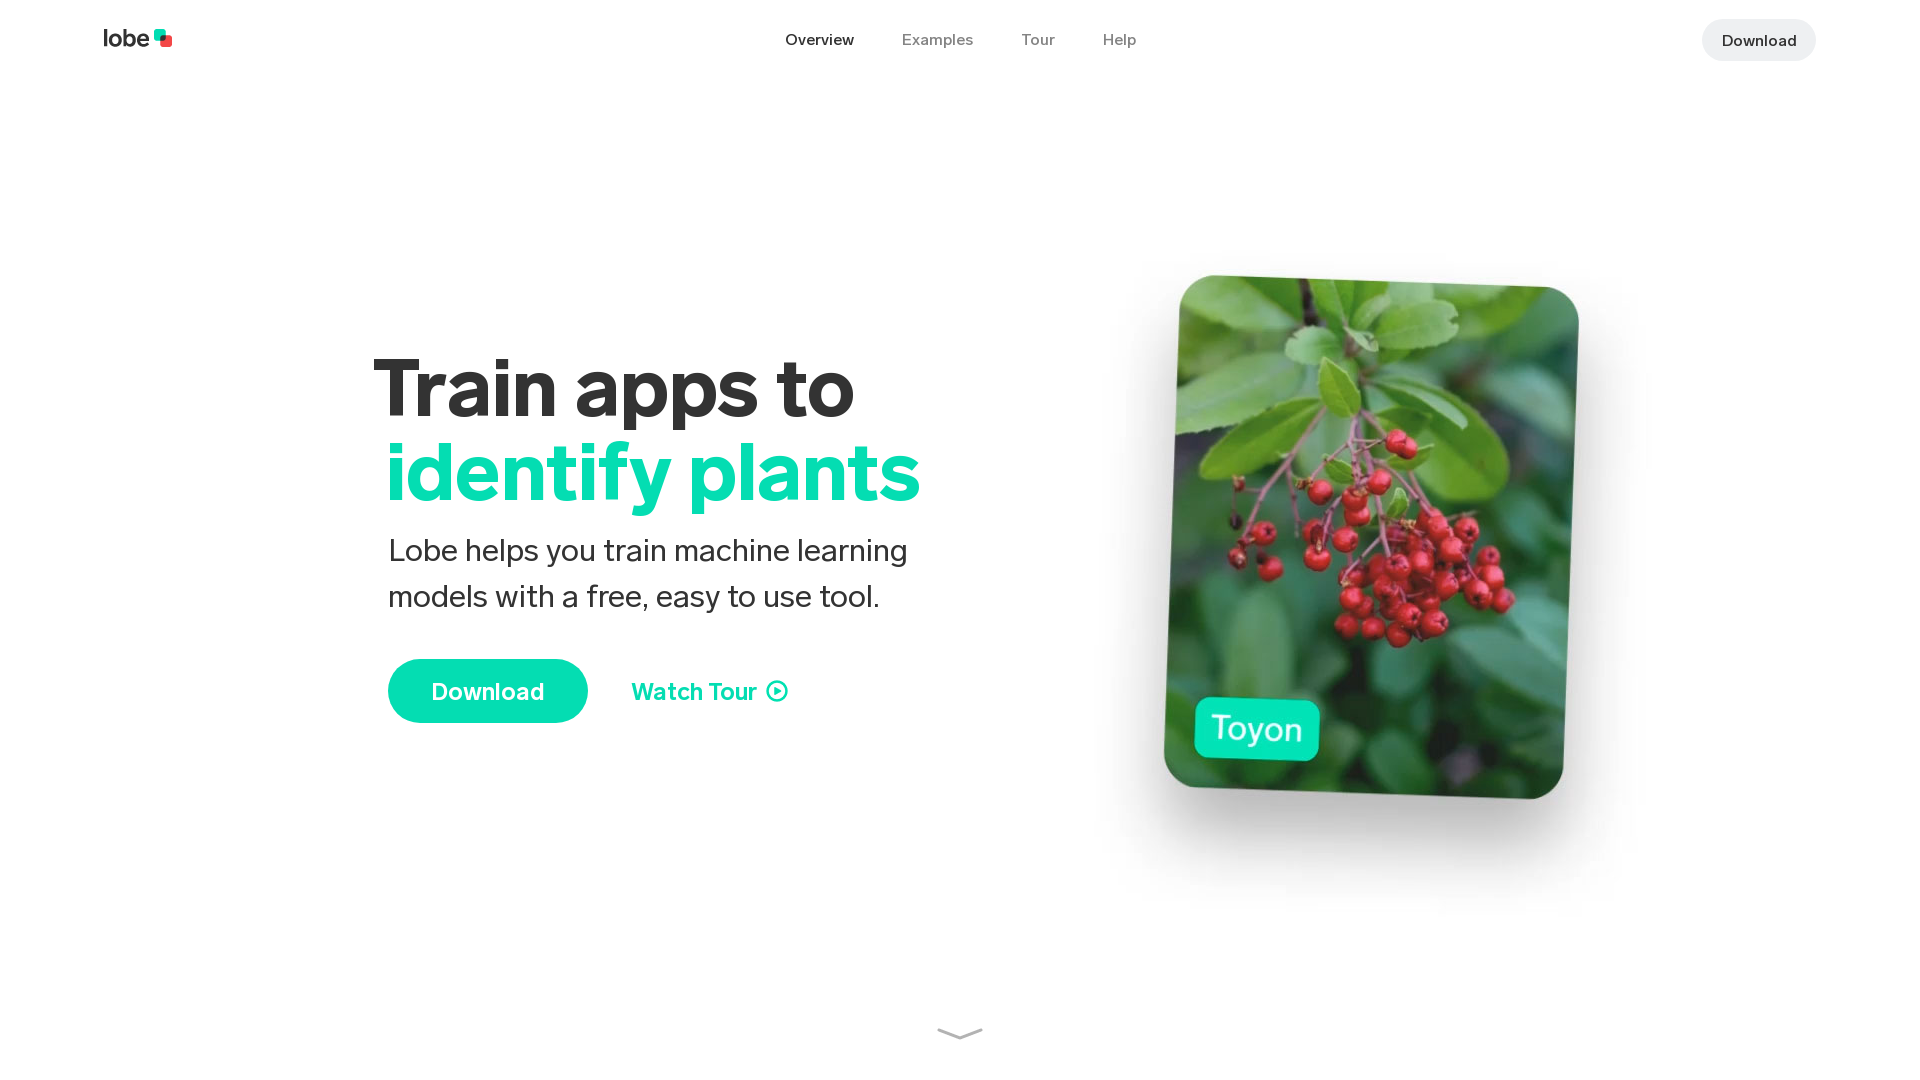 lobe
Overview
Examples
Tour
Help
Download
Train apps to
identify plants
Lobe helps you train machine learning
models with a free, easy to use tool.
Download
Watch Tour
Toyon